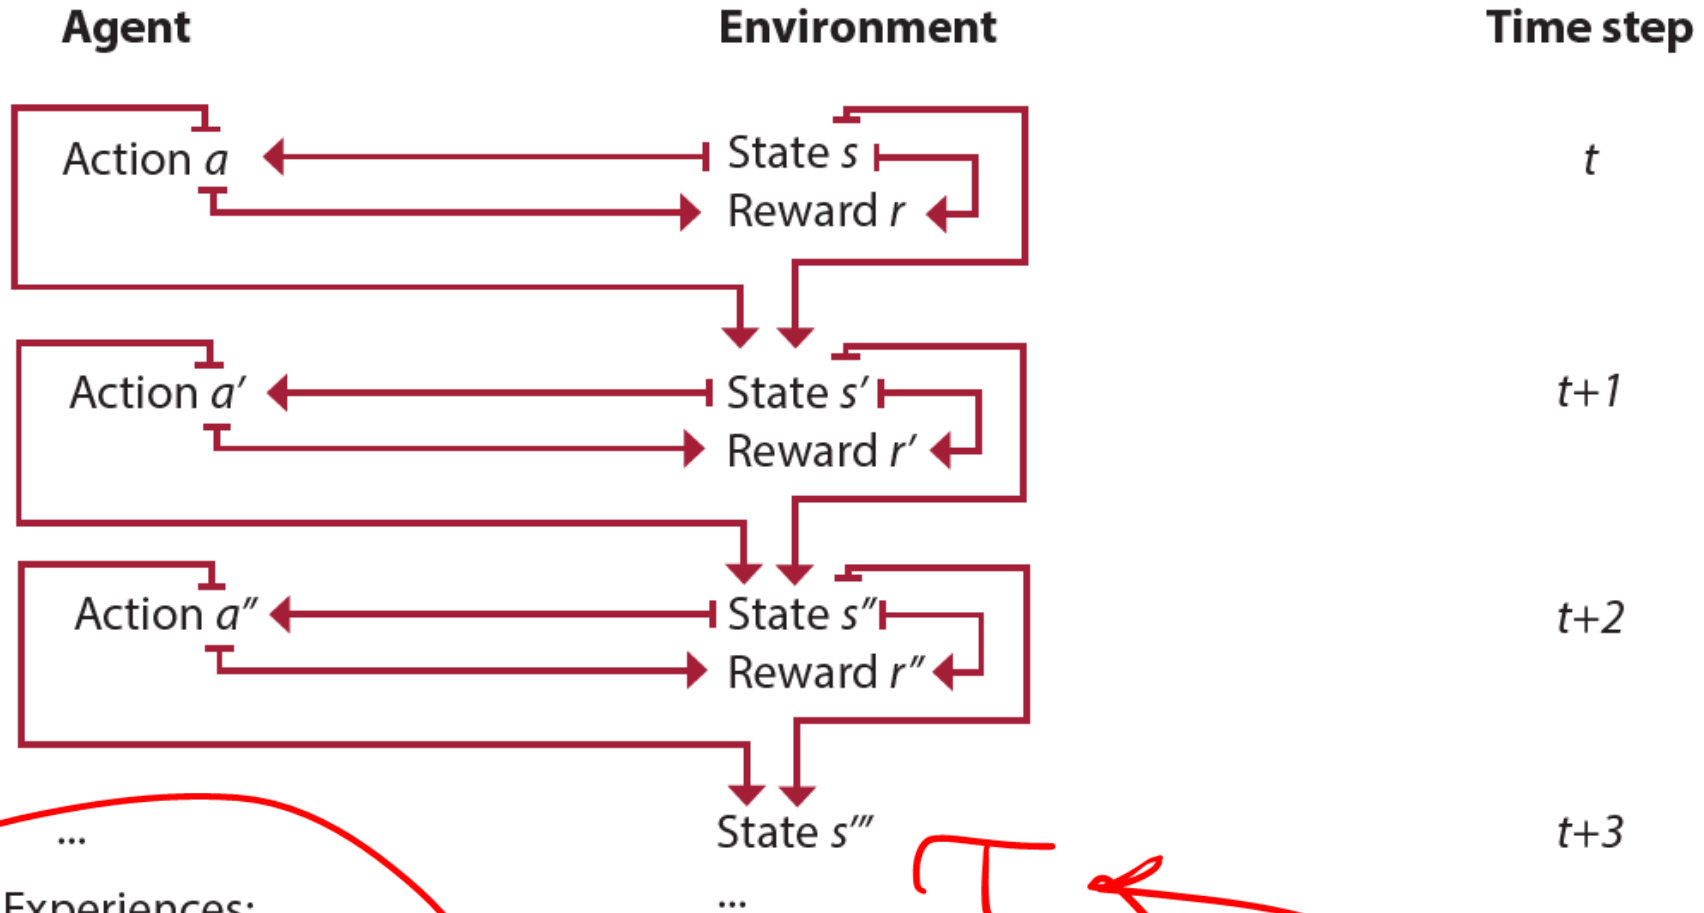 Agent Environment Time step
Action a State s t
Reward r
Action a′ State s′ t+1
Reward r′
Action a″ State s″ t+2
Reward r″
... State s‴ t+3
Experiences: ...
T